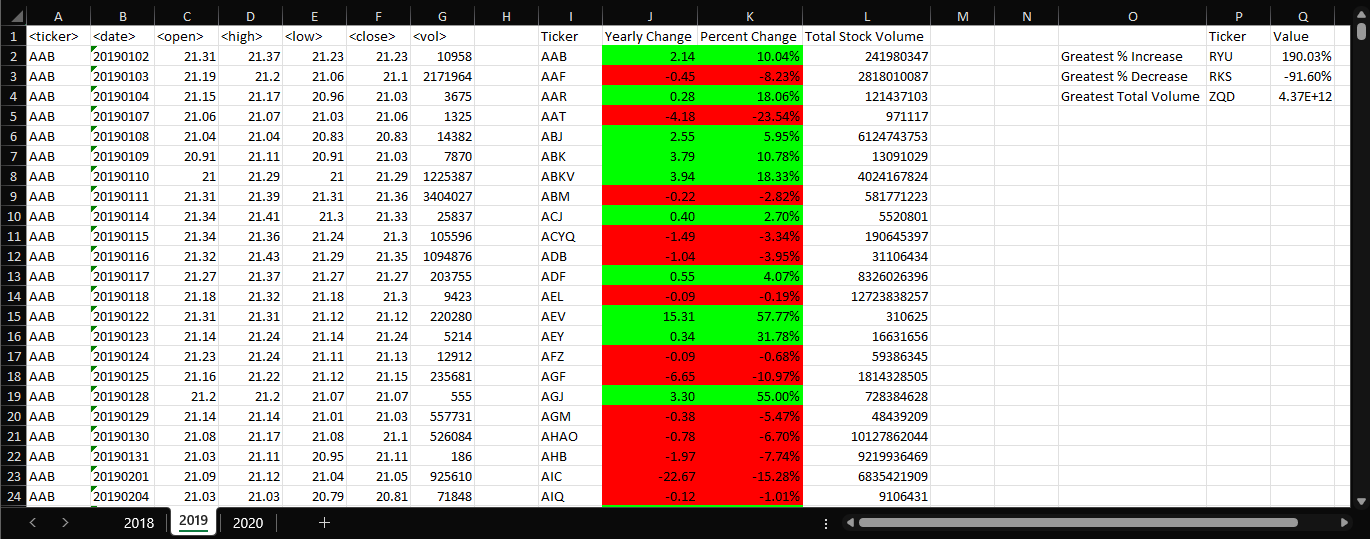 A B C D E F G H I J K L M N O P Q
1 <ticker> <date> <open> <high> <low> <close> <vol> Ticker Yearly Change Percent Change Total Stock Volume Ticker Value
2 AAB 20190102 21.31 21.37 21.23 21.23 10958 AAB 2.14 10.04% 241980347 Greatest % Increase RYU 190.03%
3 AAB 20190103 21.19 21.2 21.06 21.1 2171964 AAF -0.45 -8.23% 2818010087 Greatest % Decrease RKS -91.60%
4 AAB 20190104 21.15 21.17 20.96 21.03 3675 AAR 0.28 18.06% 121437103 Greatest Total Volume ZQD 4.37E+12
5 AAB 20190107 21.06 21.07 21.03 21.06 1325 AAT -4.18 -23.54% 971117
6 AAB 20190108 21.04 21.04 20.83 20.83 14382 ABJ 2.55 5.95% 6124743753
7 AAB 20190109 20.91 21.11 20.91 21.03 7870 ABK 3.79 10.78% 13091029
8 AAB 20190110 21 21.29 21 21.29 1225387 ABKV 3.94 18.33% 4024167824
9 AAB 20190111 21.31 21.39 21.31 21.36 3404027 ABM -0.22 -2.82% 581771223
10 AAB 20190114 21.34 21.41 21.3 21.33 25837 ACJ 0.40 2.70% 5520801
11 AAB 20190115 21.34 21.36 21.24 21.3 105596 ACYQ -1.49 -3.34% 190645397
12 AAB 20190116 21.32 21.43 21.29 21.35 1094876 ADB -1.04 -3.95% 31106434
13 AAB 20190117 21.27 21.37 21.27 21.27 203755 ADF 0.55 4.07% 8326026396
14 AAB 20190118 21.18 21.32 21.18 21.3 9423 AEL -0.09 -0.19% 12723838257
15 AAB 20190122 21.31 21.31 21.12 21.12 220280 AEV 15.31 57.77% 310625
16 AAB 20190123 21.14 21.24 21.14 21.24 5214 AEY 0.34 31.78% 16631656
17 AAB 20190124 21.23 21.24 21.11 21.13 12912 AFZ -0.09 -0.68% 59386345
18 AAB 20190125 21.16 21.22 21.12 21.15 235681 AGF -6.65 -10.97% 1814328505
19 AAB 20190128 21.2 21.2 21.07 21.07 555 AGJ 3.30 55.00% 728384628
20 AAB 20190129 21.14 21.14 21.01 21.03 557731 AGM -0.38 -5.47% 48439209
21 AAB 20190130 21.08 21.17 21.08 21.1 526084 AHAO -0.78 -6.70% 10127862044
22 AAB 20190131 21.03 21.11 20.95 21.11 186 AHB -1.97 -7.74% 9219936469
23 AAB 20190201 21.09 21.12 21.04 21.05 925610 AIC -22.67 -15.28% 6835421909
24 AAB 20190204 21.03 21.03 20.79 20.81 71848 AIQ -0.12 -1.01% 9106431
2018 2019 2020